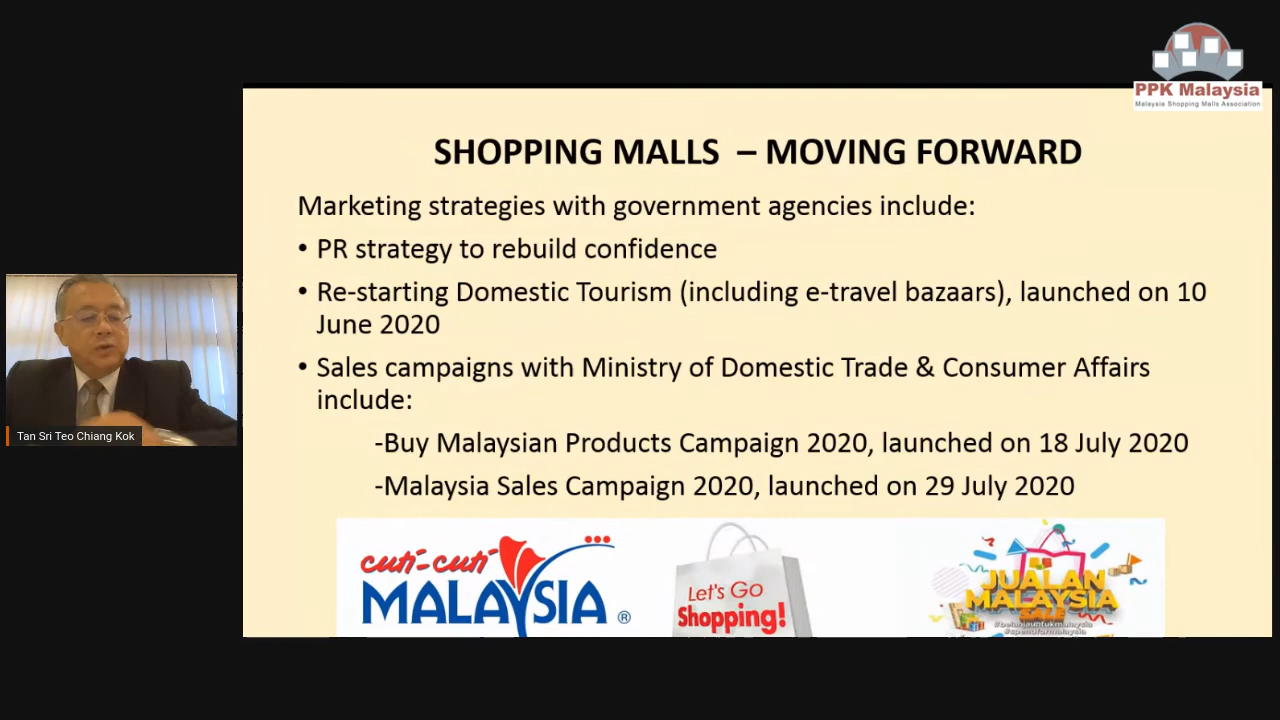 PPK Malaysia
Malaysia Shopping Malls Association
SHOPPING MALLS – MOVING FORWARD
Marketing strategies with government agencies include:
• PR strategy to rebuild confidence
• Re-starting Domestic Tourism (including e-travel bazaars), launched on 10
June 2020
• Sales campaigns with Ministry of Domestic Trade & Consumer Affairs
include:
-Buy Malaysian Products Campaign 2020, launched on 18 July 2020
-Malaysia Sales Campaign 2020, launched on 29 July 2020
Tan Sri Teo Chiang Kok
cuti-cuti
MALAYSIA ®
Let's Go
Shopping!
JUALAN
MALAYSIA
SALE
#belanjauntukmalaysia
#spendformalaysia